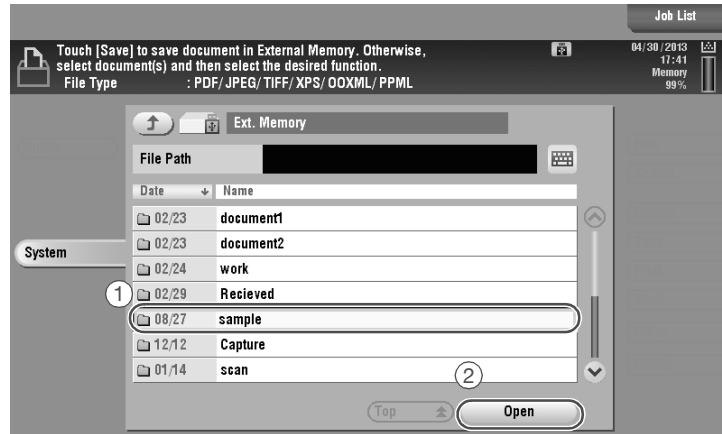 Job List
Touch [Save] to save document in External Memory. Otherwise,
select document(s) and then select the desired function.
File Type : PDF/JPEG/TIFF/XPS/OOXML/PPML
04/30/2013
17:41
Memory
99%
Ext. Memory
File Path
Date Name
02/23 document1
02/23 document2
System
02/24 work
1
02/29 Recieved
08/27 sample
12/12 Capture
01/14 scan
2
Top
Open